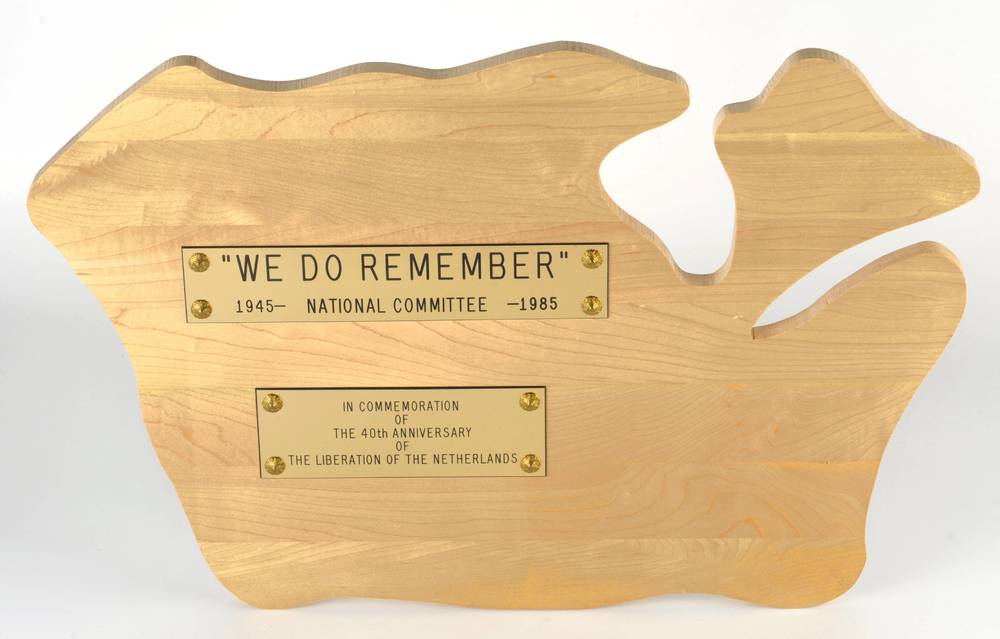 "WE DO REMEMBER"
1945— NATIONAL COMMITTEE —1985
IN COMMEMORATION
OF
THE 40th ANNIVERSARY
OF
THE LIBERATION OF THE NETHERLANDS